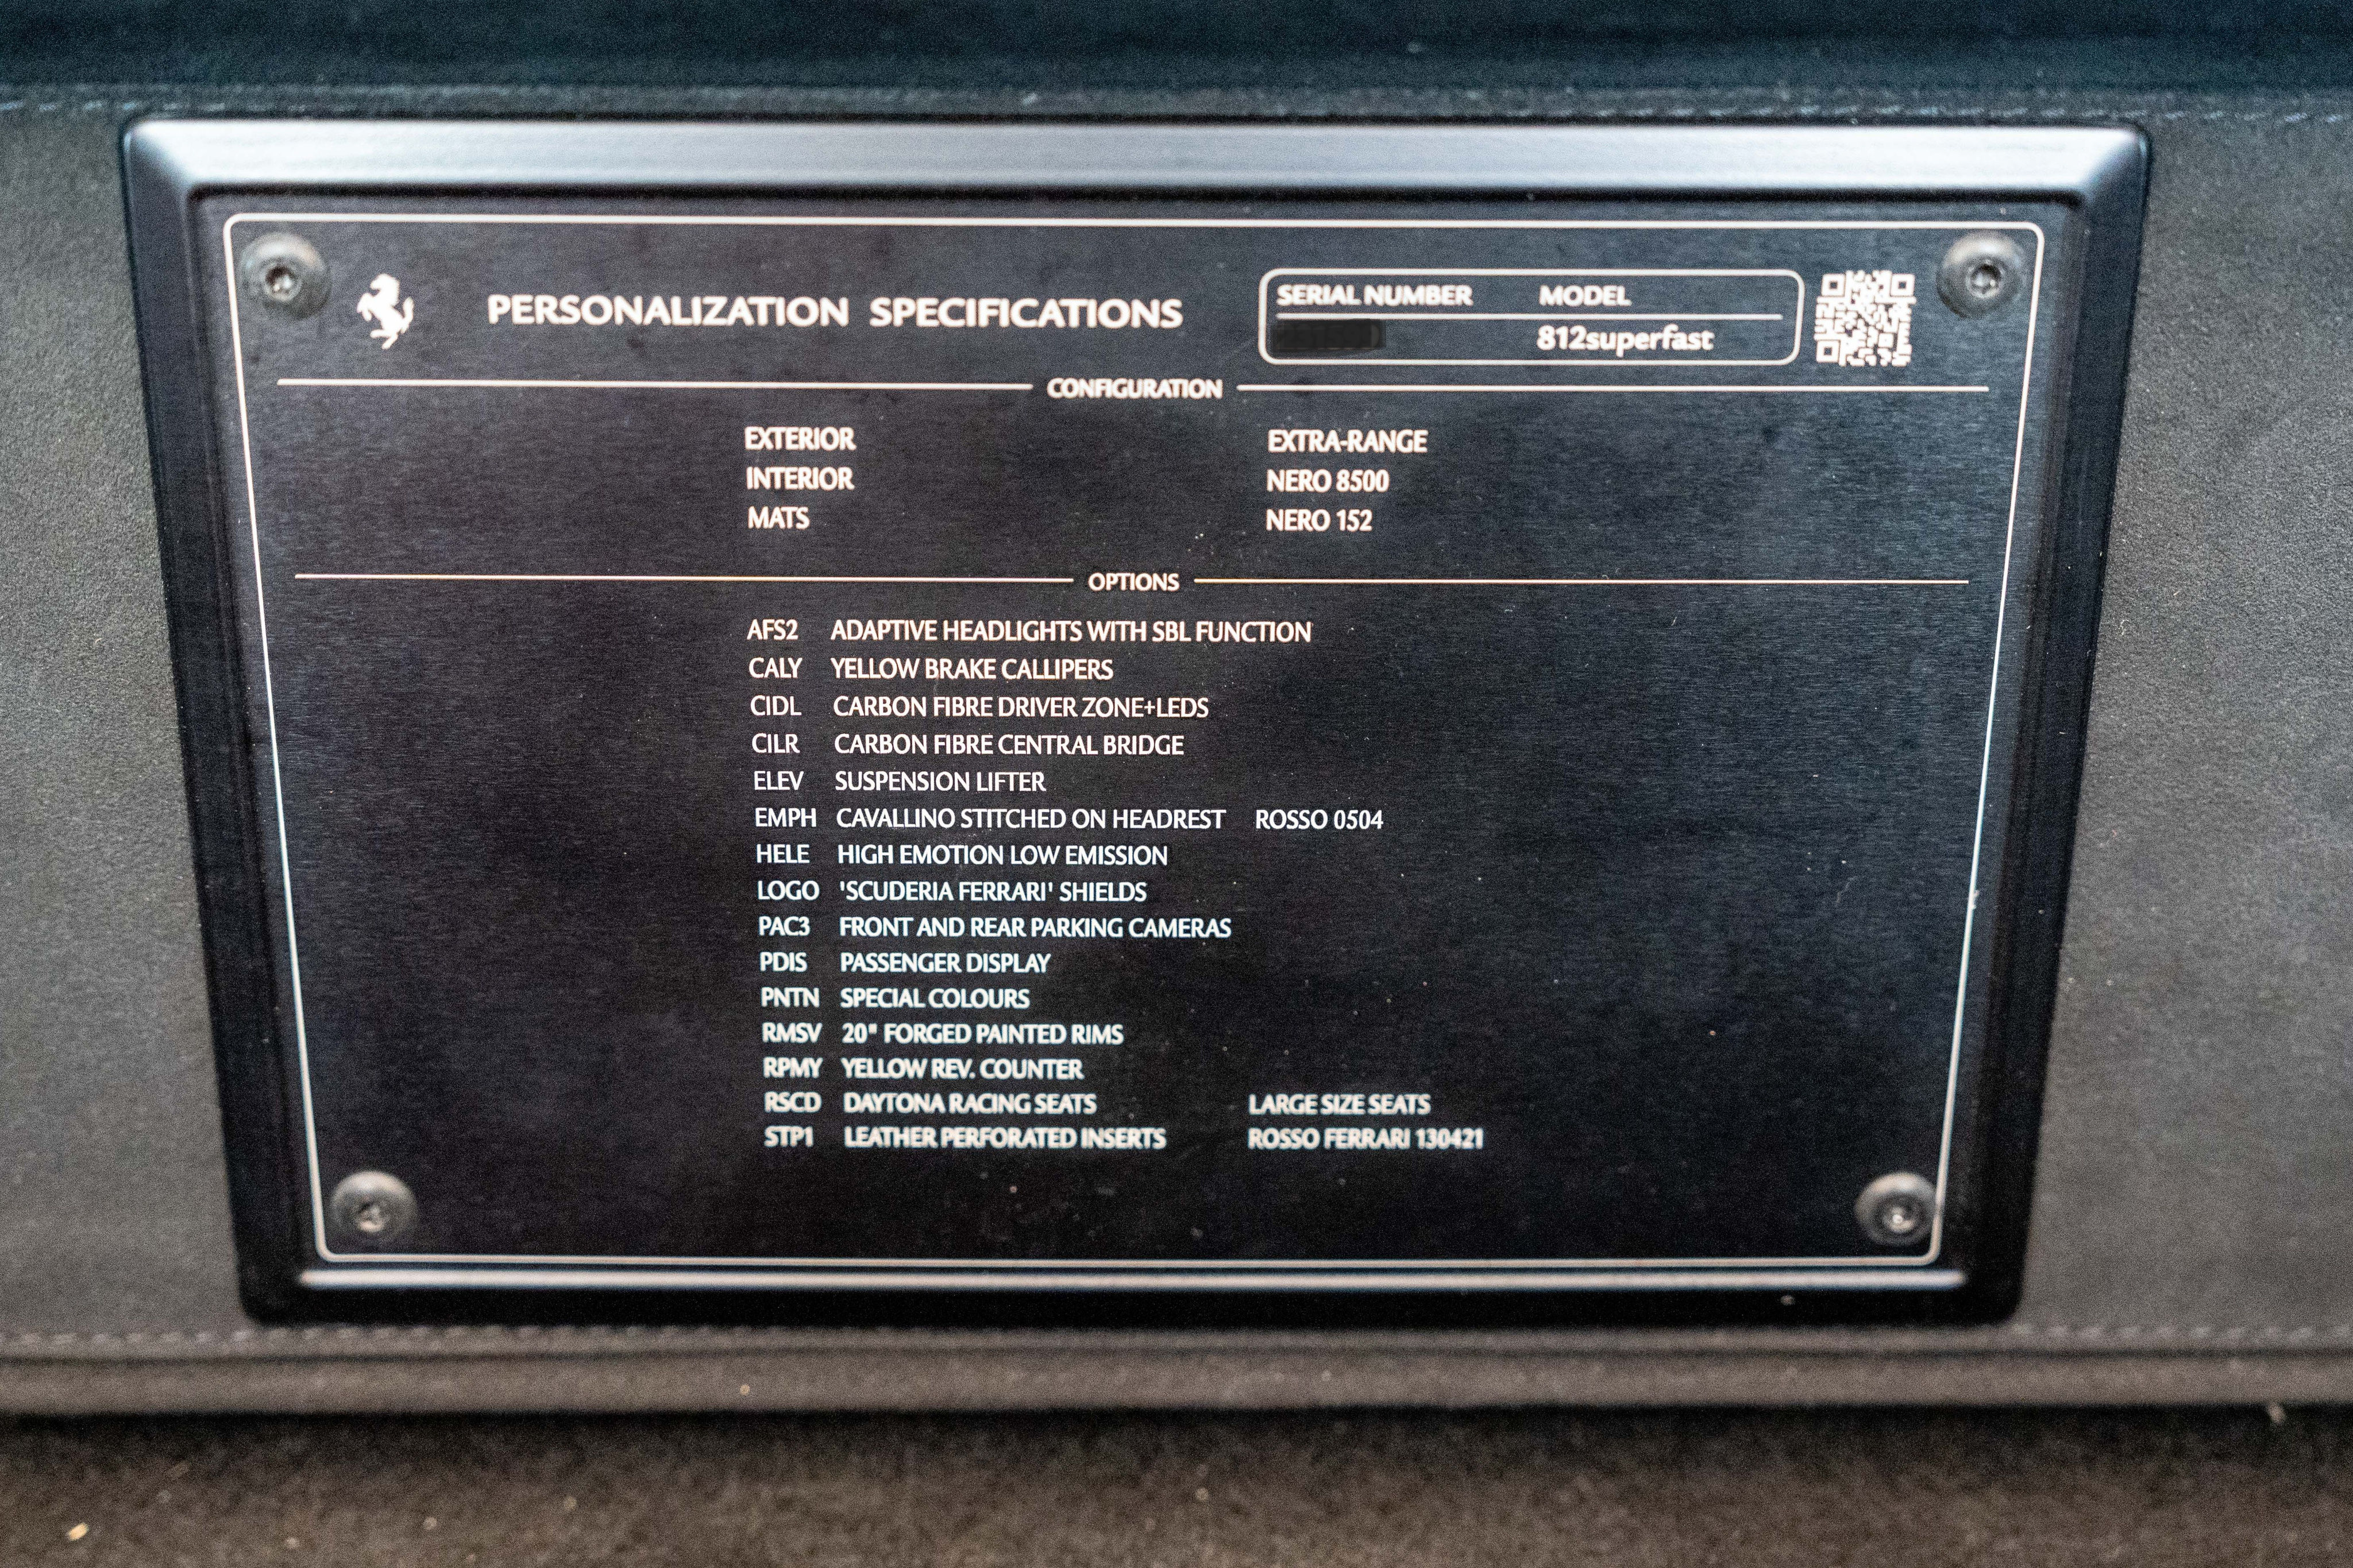 PERSONALIZATION SPECIFICATIONS
SERIAL NUMBER MODEL
812superfast
CONFIGURATION
EXTERIOR EXTRA-RANGE
INTERIOR NERO 8500
MATS NERO 152
OPTIONS
AFS2 ADAPTIVE HEADLIGHTS WITH SBL FUNCTION
CALY YELLOW BRAKE CALLIPERS
CIDL CARBON FIBRE DRIVER ZONE+LEDS
CILR CARBON FIBRE CENTRAL BRIDGE
ELEV SUSPENSION LIFTER
EMPH CAVALLINO STITCHED ON HEADREST ROSSO 0504
HELE HIGH EMOTION LOW EMISSION
LOGO 'SCUDERIA FERRARI' SHIELDS
PAC3 FRONT AND REAR PARKING CAMERAS
PDIS PASSENGER DISPLAY
PNTN SPECIAL COLOURS
RMSV 20" FORGED PAINTED RIMS
RPMY YELLOW REV. COUNTER
RSCD DAYTONA RACING SEATS LARGE SIZE SEATS
STP1 LEATHER PERFORATED INSERTS ROSSO FERRARI 130421